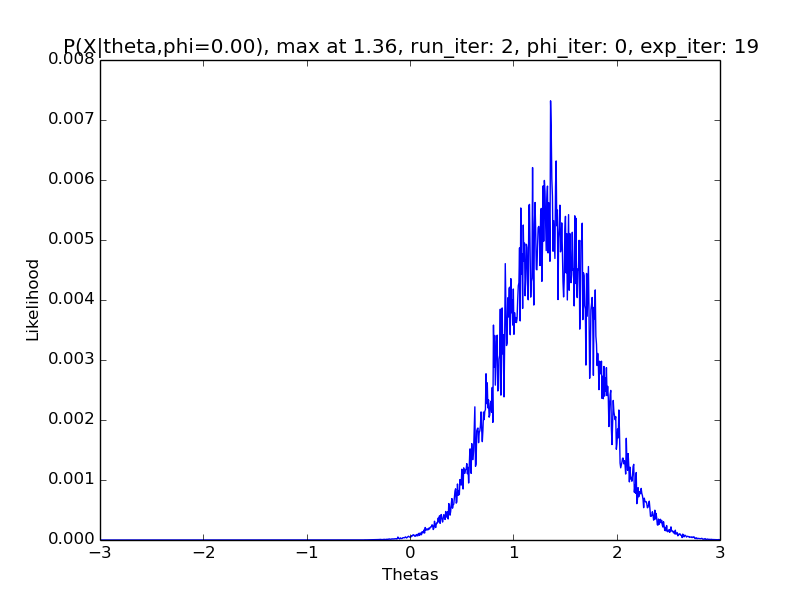 P(X|theta,phi=0.00), max at 1.36, run_iter: 2, phi_iter: 0, exp_iter: 19
0.008
0.007
0.006
0.005
0.004
0.003
0.002
0.001
0.000
Likelihood
−3 −2 −1 0 1 2 3
Thetas